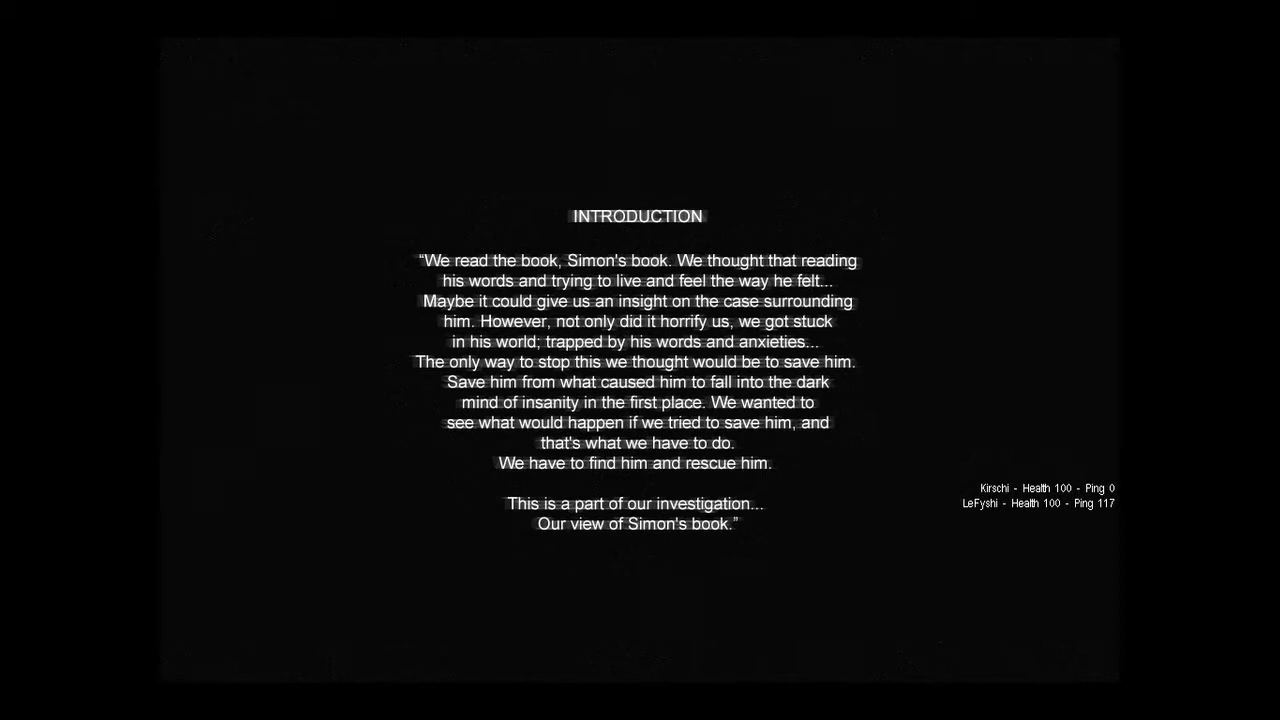 INTRODUCTION
“We read the book, Simon's book. We thought that reading
his words and trying to live and feel the way he felt...
Maybe it could give us an insight on the case surrounding
him. However, not only did it horrify us, we got stuck
in his world; trapped by his words and anxieties...
The only way to stop this we thought would be to save him.
Save him from what caused him to fall into the dark
mind of insanity in the first place. We wanted to
see what would happen if we tried to save him, and
that's what we have to do.
We have to find him and rescue him.
This is a part of our investigation...
Our view of Simon's book.”
Kirschi - Health 100 - Ping 0
LeFyshi - Health 100 - Ping 117